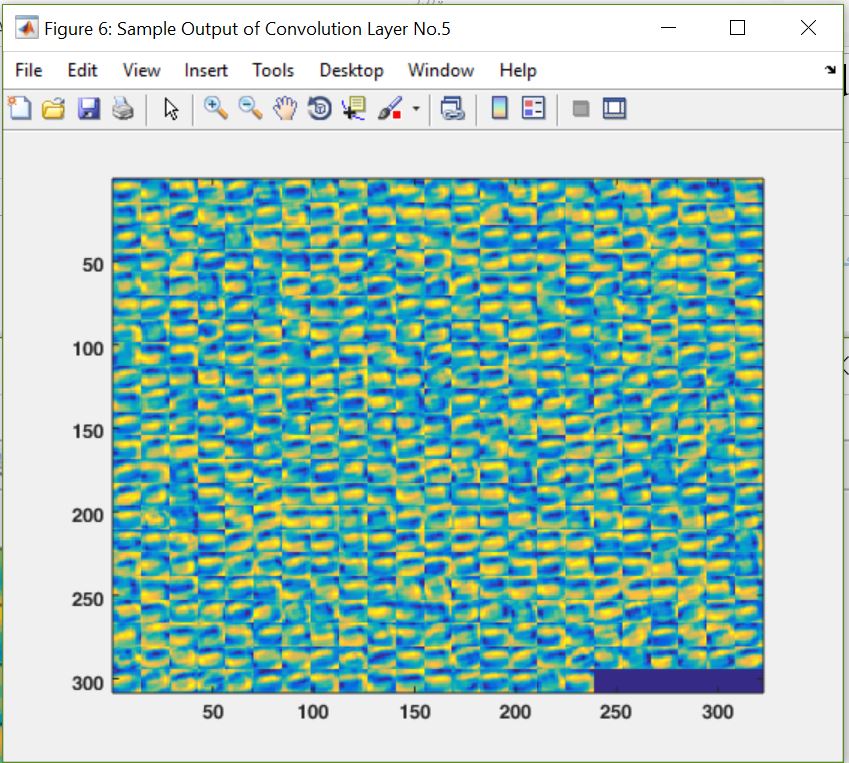 Figure 6: Sample Output of Convolution Layer No.5
File Edit View Insert Tools Desktop Window Help
50
100
150
200
250
300
50 100 150 200 250 300